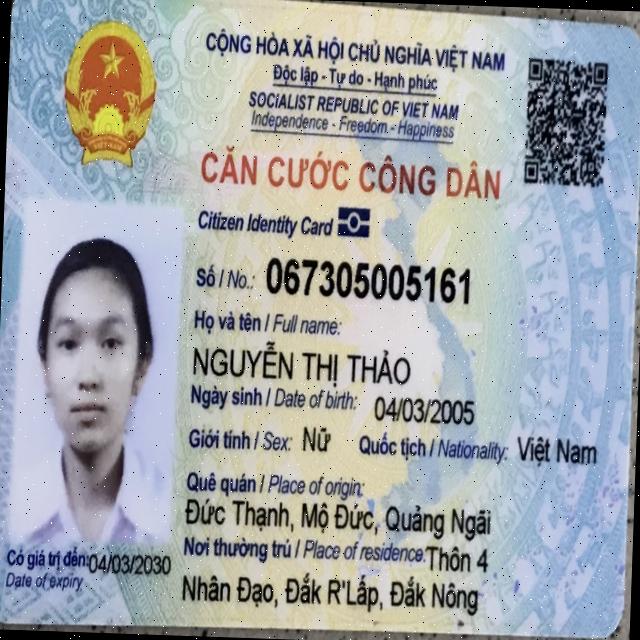 CỘNG HÒA XÃ HỘI CHỦ NGHĨA VIỆT NAM
Độc lập - Tự do - Hạnh phúc
SOCIALIST REPUBLIC OF VIET NAM
Independence - Freedom - Happiness
CĂN CƯỚC CÔNG DÂN
Citizen Identity Card
Số / No.: 067305005161
Họ và tên / Full name:
NGUYỄN THỊ THẢO
Ngày sinh / Date of birth: 04/03/2005
Giới tính / Sex: Nữ Quốc tịch / Nationality: Việt Nam
Quê quán / Place of origin:
Đức Thạnh, Mộ Đức, Quảng Ngãi
Nơi thường trú / Place of residence: Thôn 4
Nhân Đạo, Đắk R'Lấp, Đắk Nông
Có giá trị đến: 04/03/2030
Date of expiry